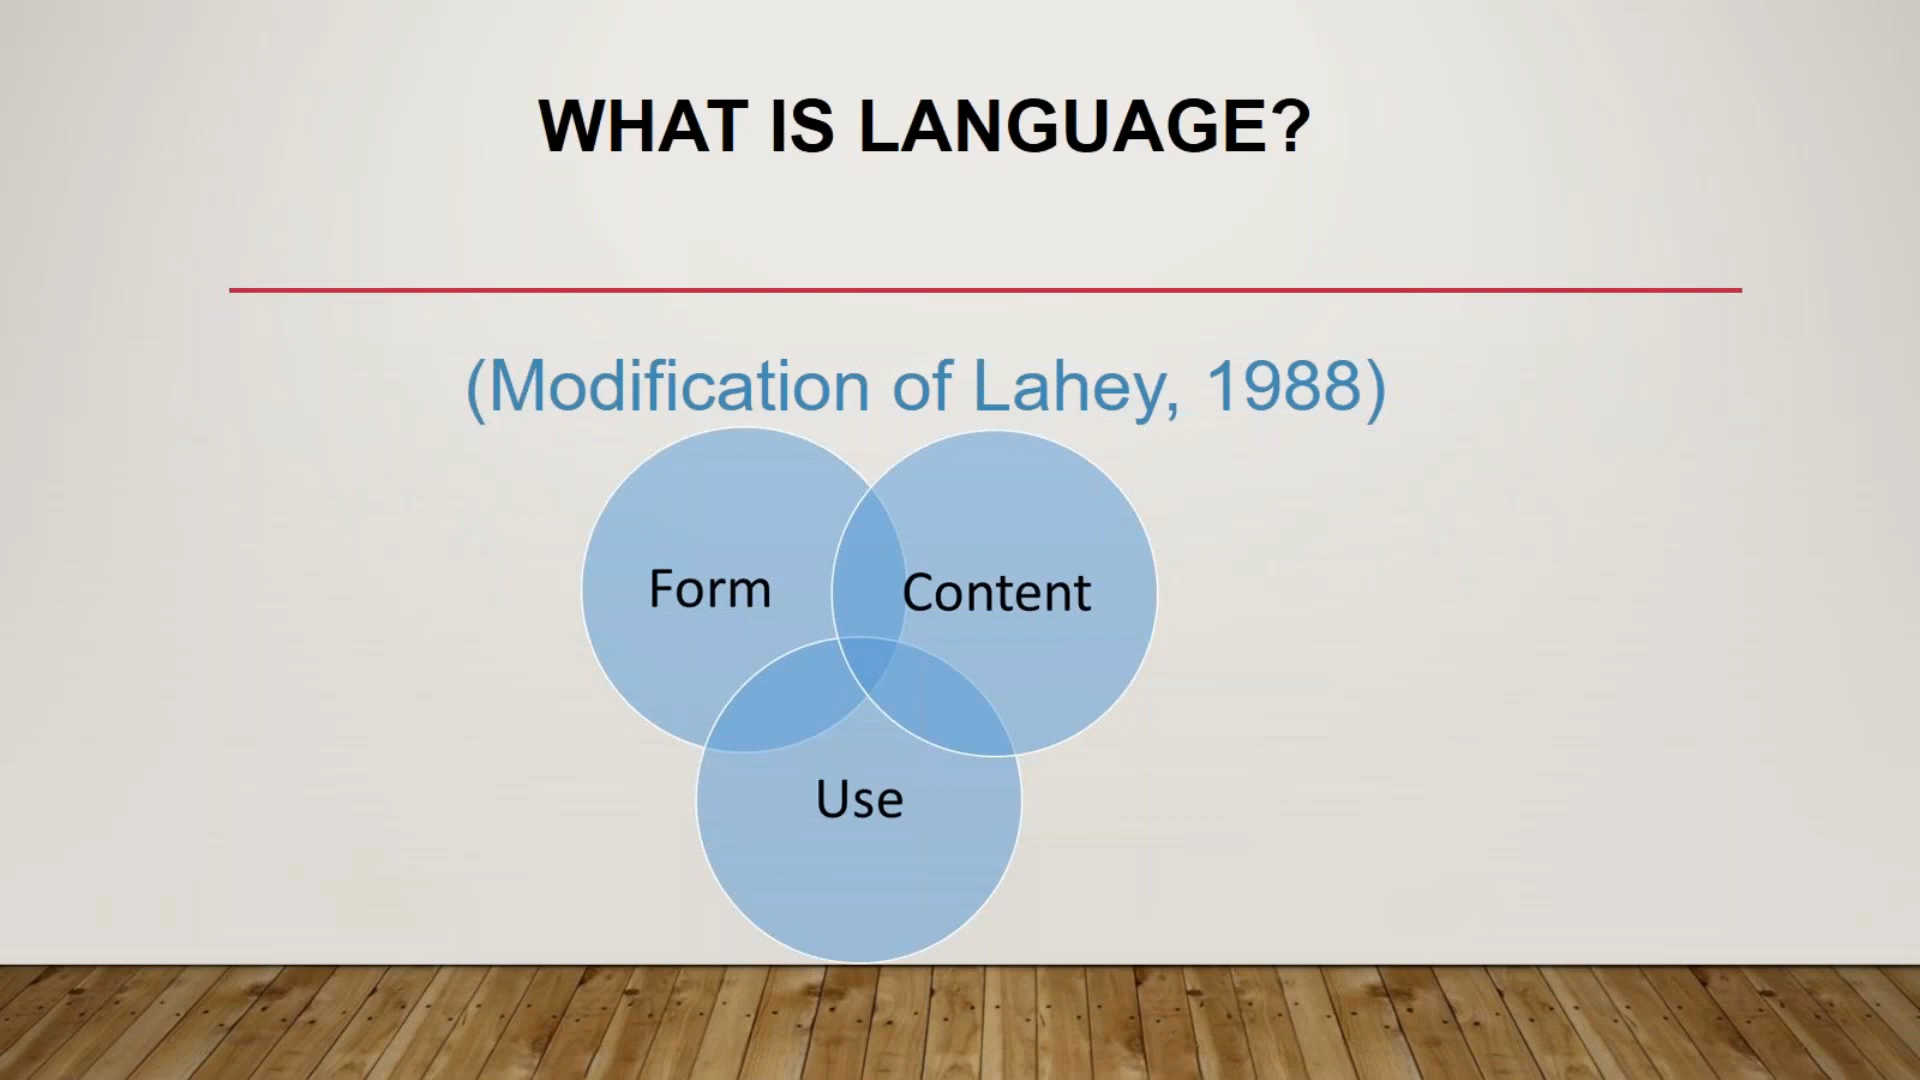 WHAT IS LANGUAGE?
(Modification of Lahey, 1988)
Form
Content
Use